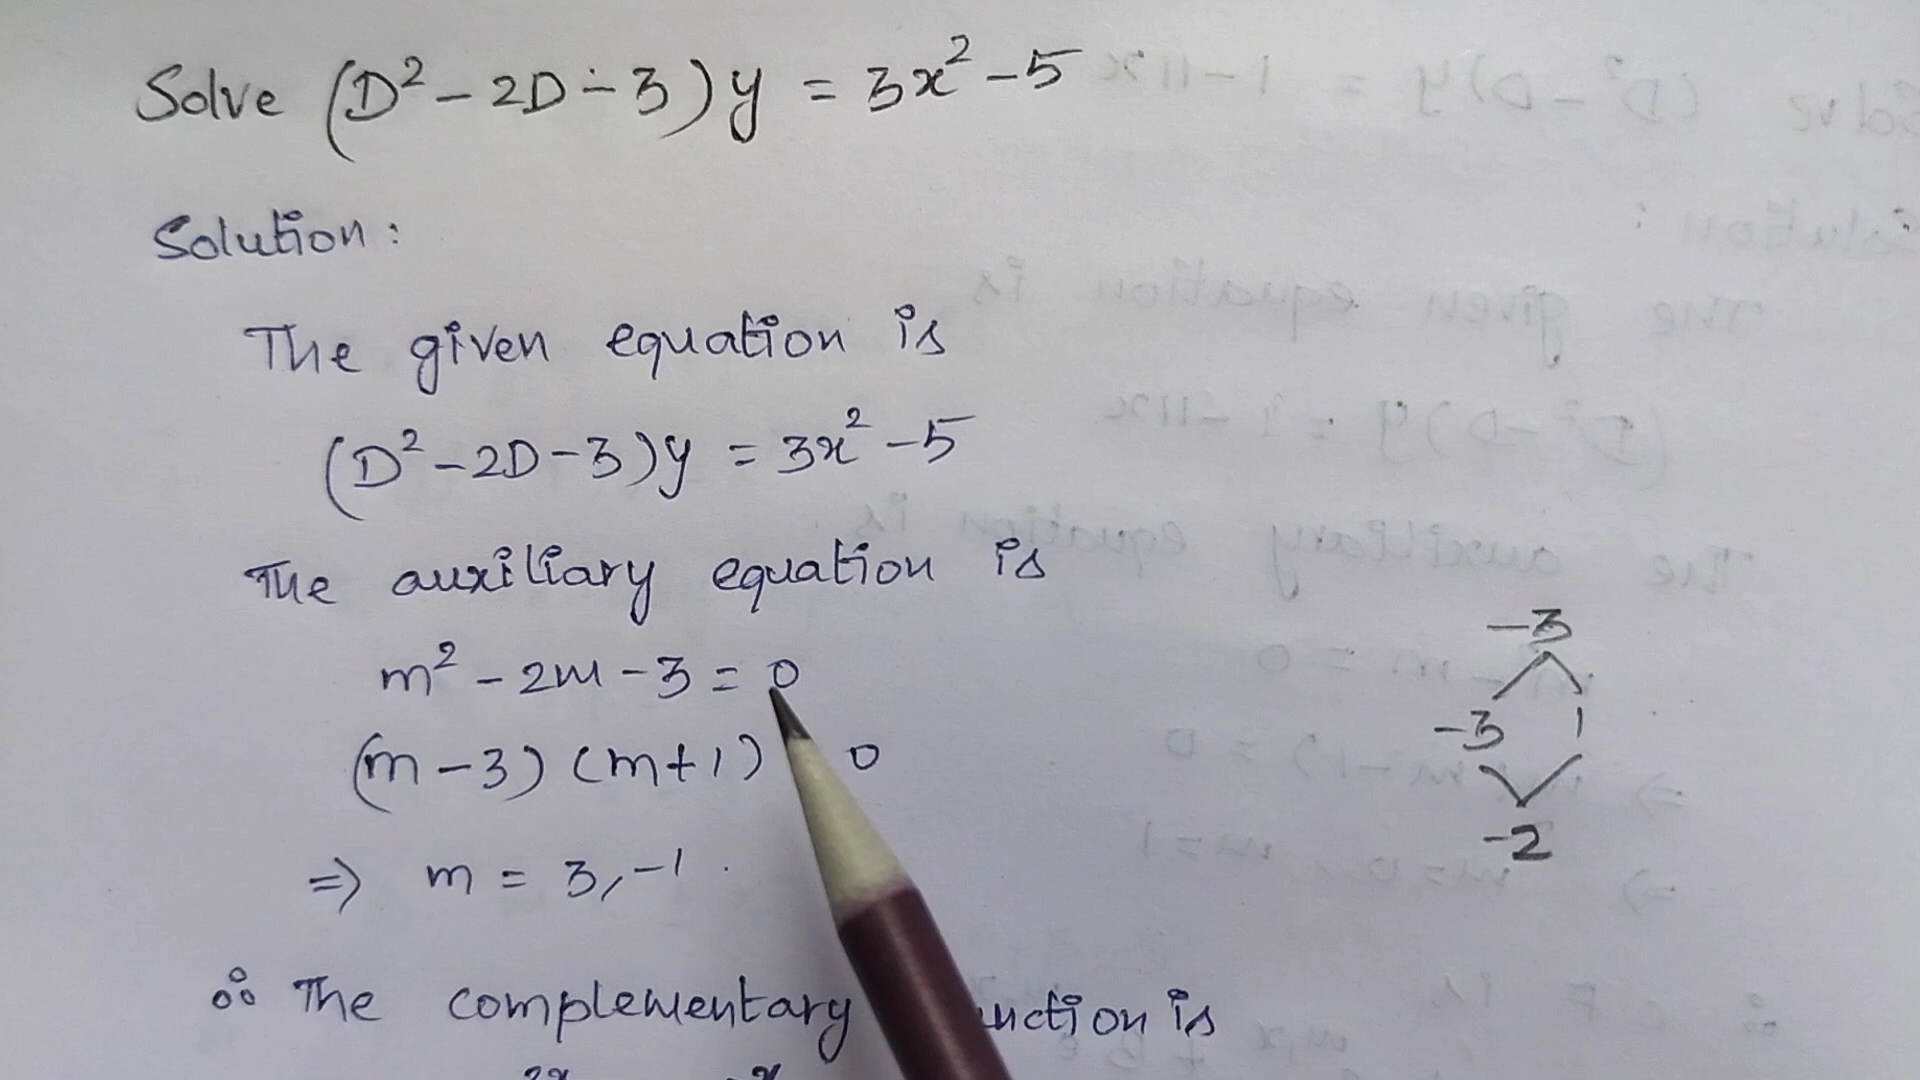 Solve (D² - 2D - 3)y = 3x² - 5
Solution:
The given equation is
(D² - 2D - 3)y = 3x² - 5
The auxiliary equation is
m² - 2m - 3 = 0
(m - 3) (m + 1) 0
⇒ m = 3, -1.
-3
-3 1
-2
∴ The complementary is